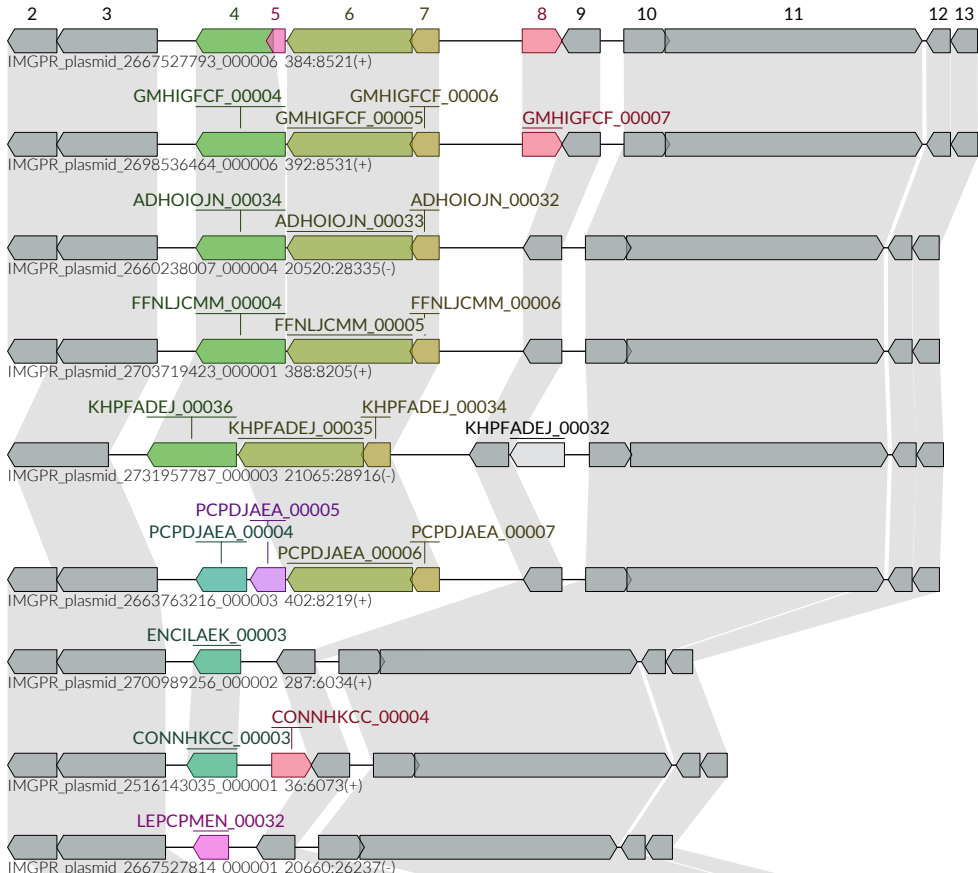 2 3 4 5 6 7 8 9 10 11 12 13
IMGPR_plasmid_2667527793_000006 384:8521(+)
GMHIGFCF_00004 GMHIGFCF_00006
GMHIGFCF_00005 GMHIGFCF_00007
IMGPR_plasmid_2698536464_000006 392:8531(+)
ADHOIOJN_00034 ADHOIOJN_00032
ADHOIOJN_00033
IMGPR_plasmid_2660238007_000004 20520:28335(-)
FFNLJCMM_00004 FFNLJCMM_00006
FFNLJCMM_00005
IMGPR_plasmid_2703719423_000001 388:8205(+)
KHPFADEJ_00036 KHPFADEJ_00034
KHPFADEJ_00035 KHPFADEJ_00032
IMGPR_plasmid_2731957787_000003 21065:28916(-)
PCPDJAEA_00005
PCPDJAEA_00004 PCPDJAEA_00007
PCPDJAEA_00006
IMGPR_plasmid_2663763216_000003 402:8219(+)
ENCILAEK_00003
IMGPR_plasmid_2700989256_000002 287:6034(+)
CONNHKCC_00004
CONNHKCC_00003
IMGPR_plasmid_2516143035_000001 36:6073(+)
LEPCPMEN_00032
IMGPR_plasmid_2667527814_000001 20660:26237(-)